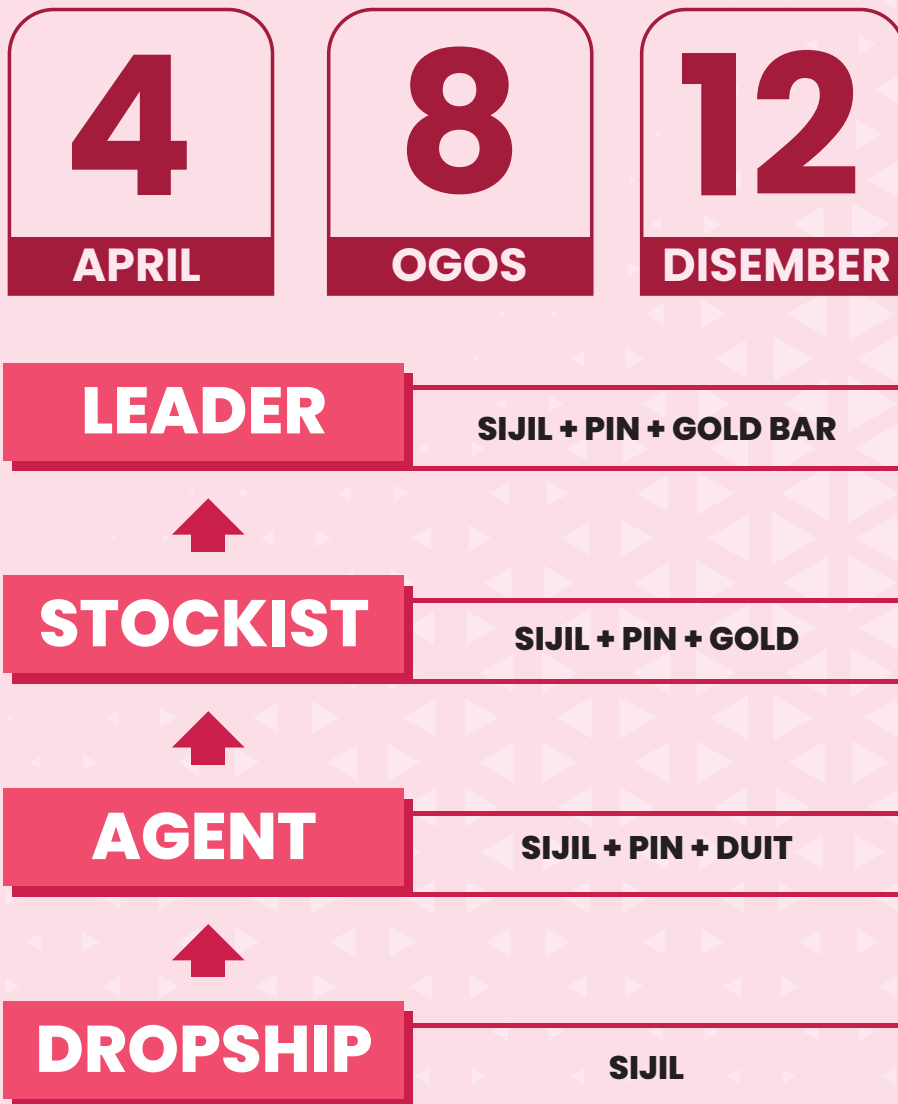 4
APRIL
8
OGOS
12
DISEMBER
LEADER
SIJIL + PIN + GOLD BAR
STOCKIST
SIJIL + PIN + GOLD
AGENT
SIJIL + PIN + DUIT
DROPSHIP
SIJIL